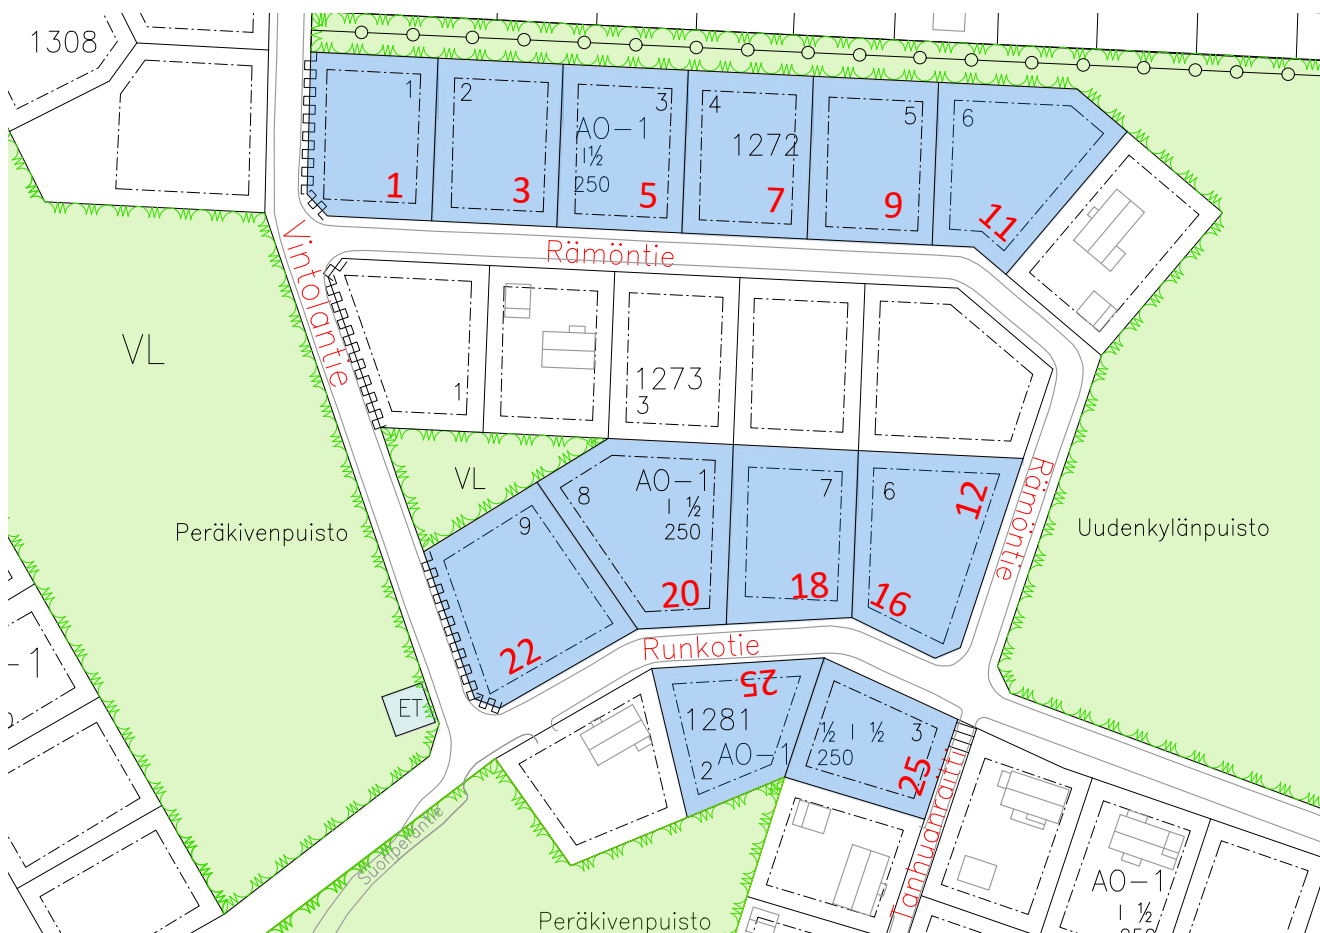 1308
1
2
3
4
5
6
AO-1
I½
250
1272
1
3
5
7
9
11
Vintolantie
Rämöntie
VL
1273
1
3
VL
8
AO-1
I ½
250
7
6
12
Rämöntie
9
Peräkivenpuisto
Uudenkylänpuisto
20
18
16
22
Runkotie
-1
ET
25
1281
2
AO-1
½ I ½
250
3
25
Tanhuanraitti
Suonperäntie
AO-1
I ½
250
Peräkivenpuisto